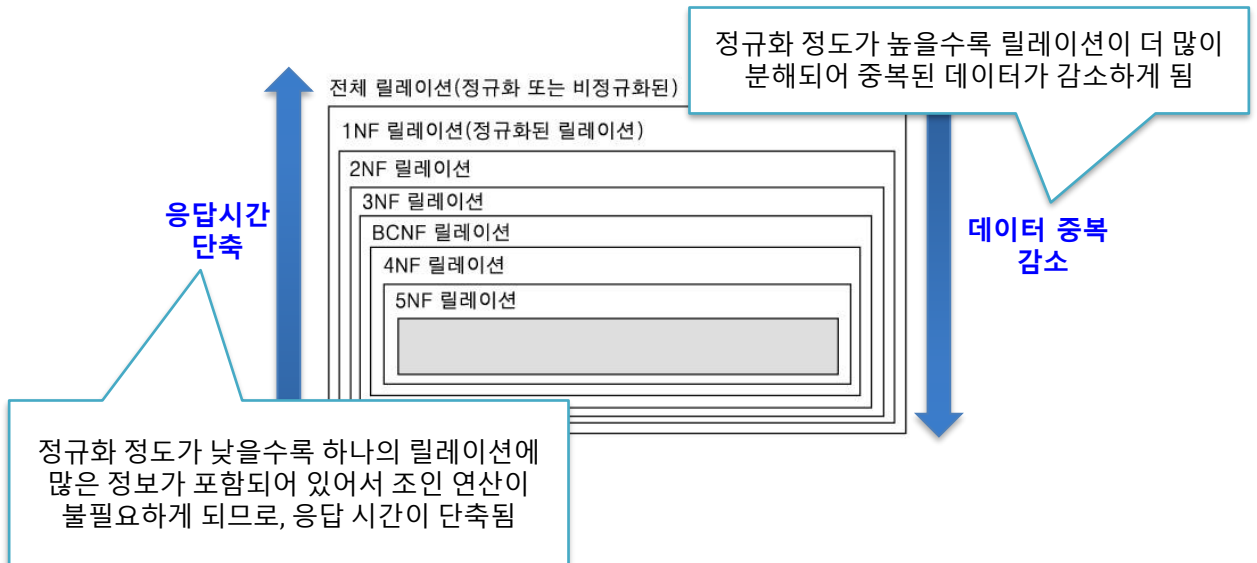 정규화 정도가 높을수록 릴레이션이 더 많이
분해되어 중복된 데이터가 감소하게 됨
전체 릴레이션(정규화 또는 비정규화된)
1NF 릴레이션(정규화된 릴레이션)
2NF 릴레이션
3NF 릴레이션
BCNF 릴레이션
4NF 릴레이션
5NF 릴레이션
응답시간
단축
데이터 중복
감소
정규화 정도가 낮을수록 하나의 릴레이션에
많은 정보가 포함되어 있어서 조인 연산이
불필요하게 되므로, 응답 시간이 단축됨